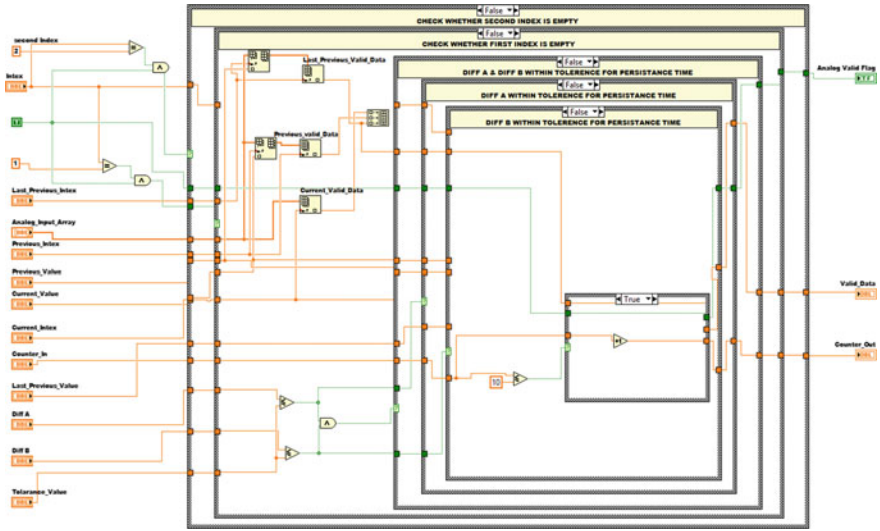 False
CHECK WHETHER SECOND INDEX IS EMPTY
False
CHECK WHETHER FIRST INDEX IS EMPTY
second Index
2
Last_Previous_Valid_Data
False
DIFF A & DIFF B WITHIN TOLERENCE FOR PERSISTANCE TIME
Analog Valid Flag
TF
Intex
False
DIFF A WITHIN TOLERENCE FOR PERSISTANCE TIME
False
DIFF B WITHIN TOLERENCE FOR PERSISTANCE TIME
Previous_valid_Data
1
Current_Valid_Data
Last_Previous_Intex
Analog_Input_Array
Previous_Intex
Previous_Value
Valid_Data
Current_Value
True
Current_Intex
Counter_Out
Counter_In
10
Last_Previous_Value
Diff A
Diff B
Tolarance_Value